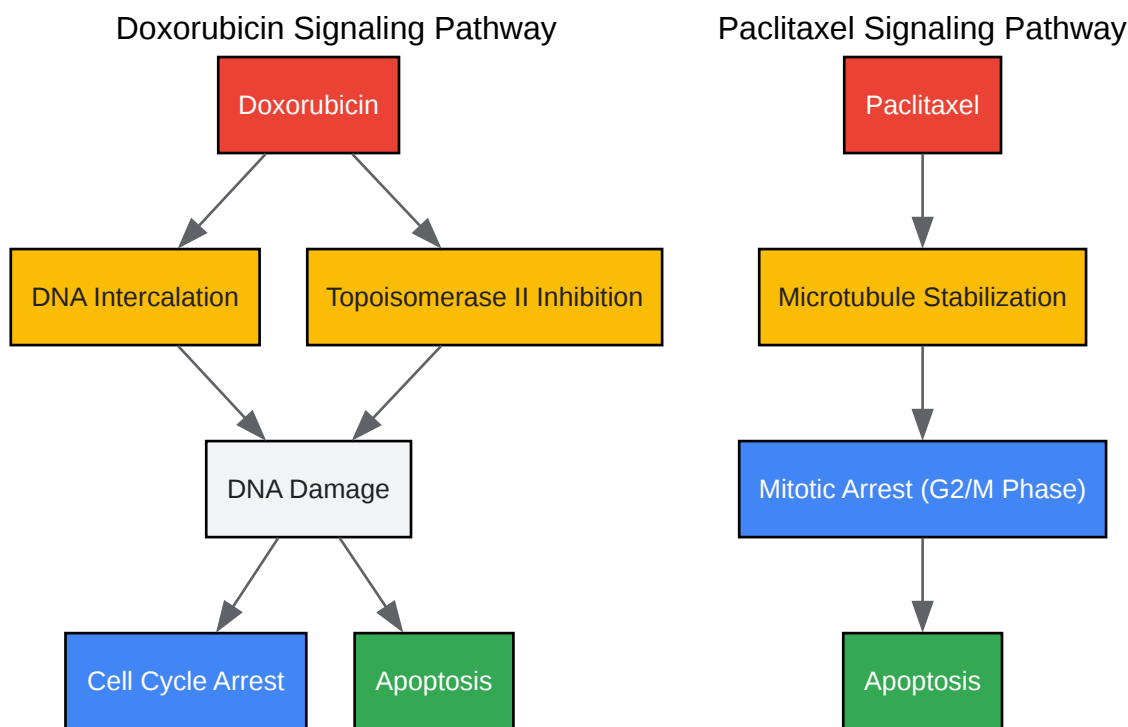 Doxorubicin Signaling Pathway
Doxorubicin
DNA Intercalation
Topoisomerase II Inhibition
DNA Damage
Cell Cycle Arrest
Apoptosis
Paclitaxel Signaling Pathway
Paclitaxel
Microtubule Stabilization
Mitotic Arrest (G2/M Phase)
Apoptosis